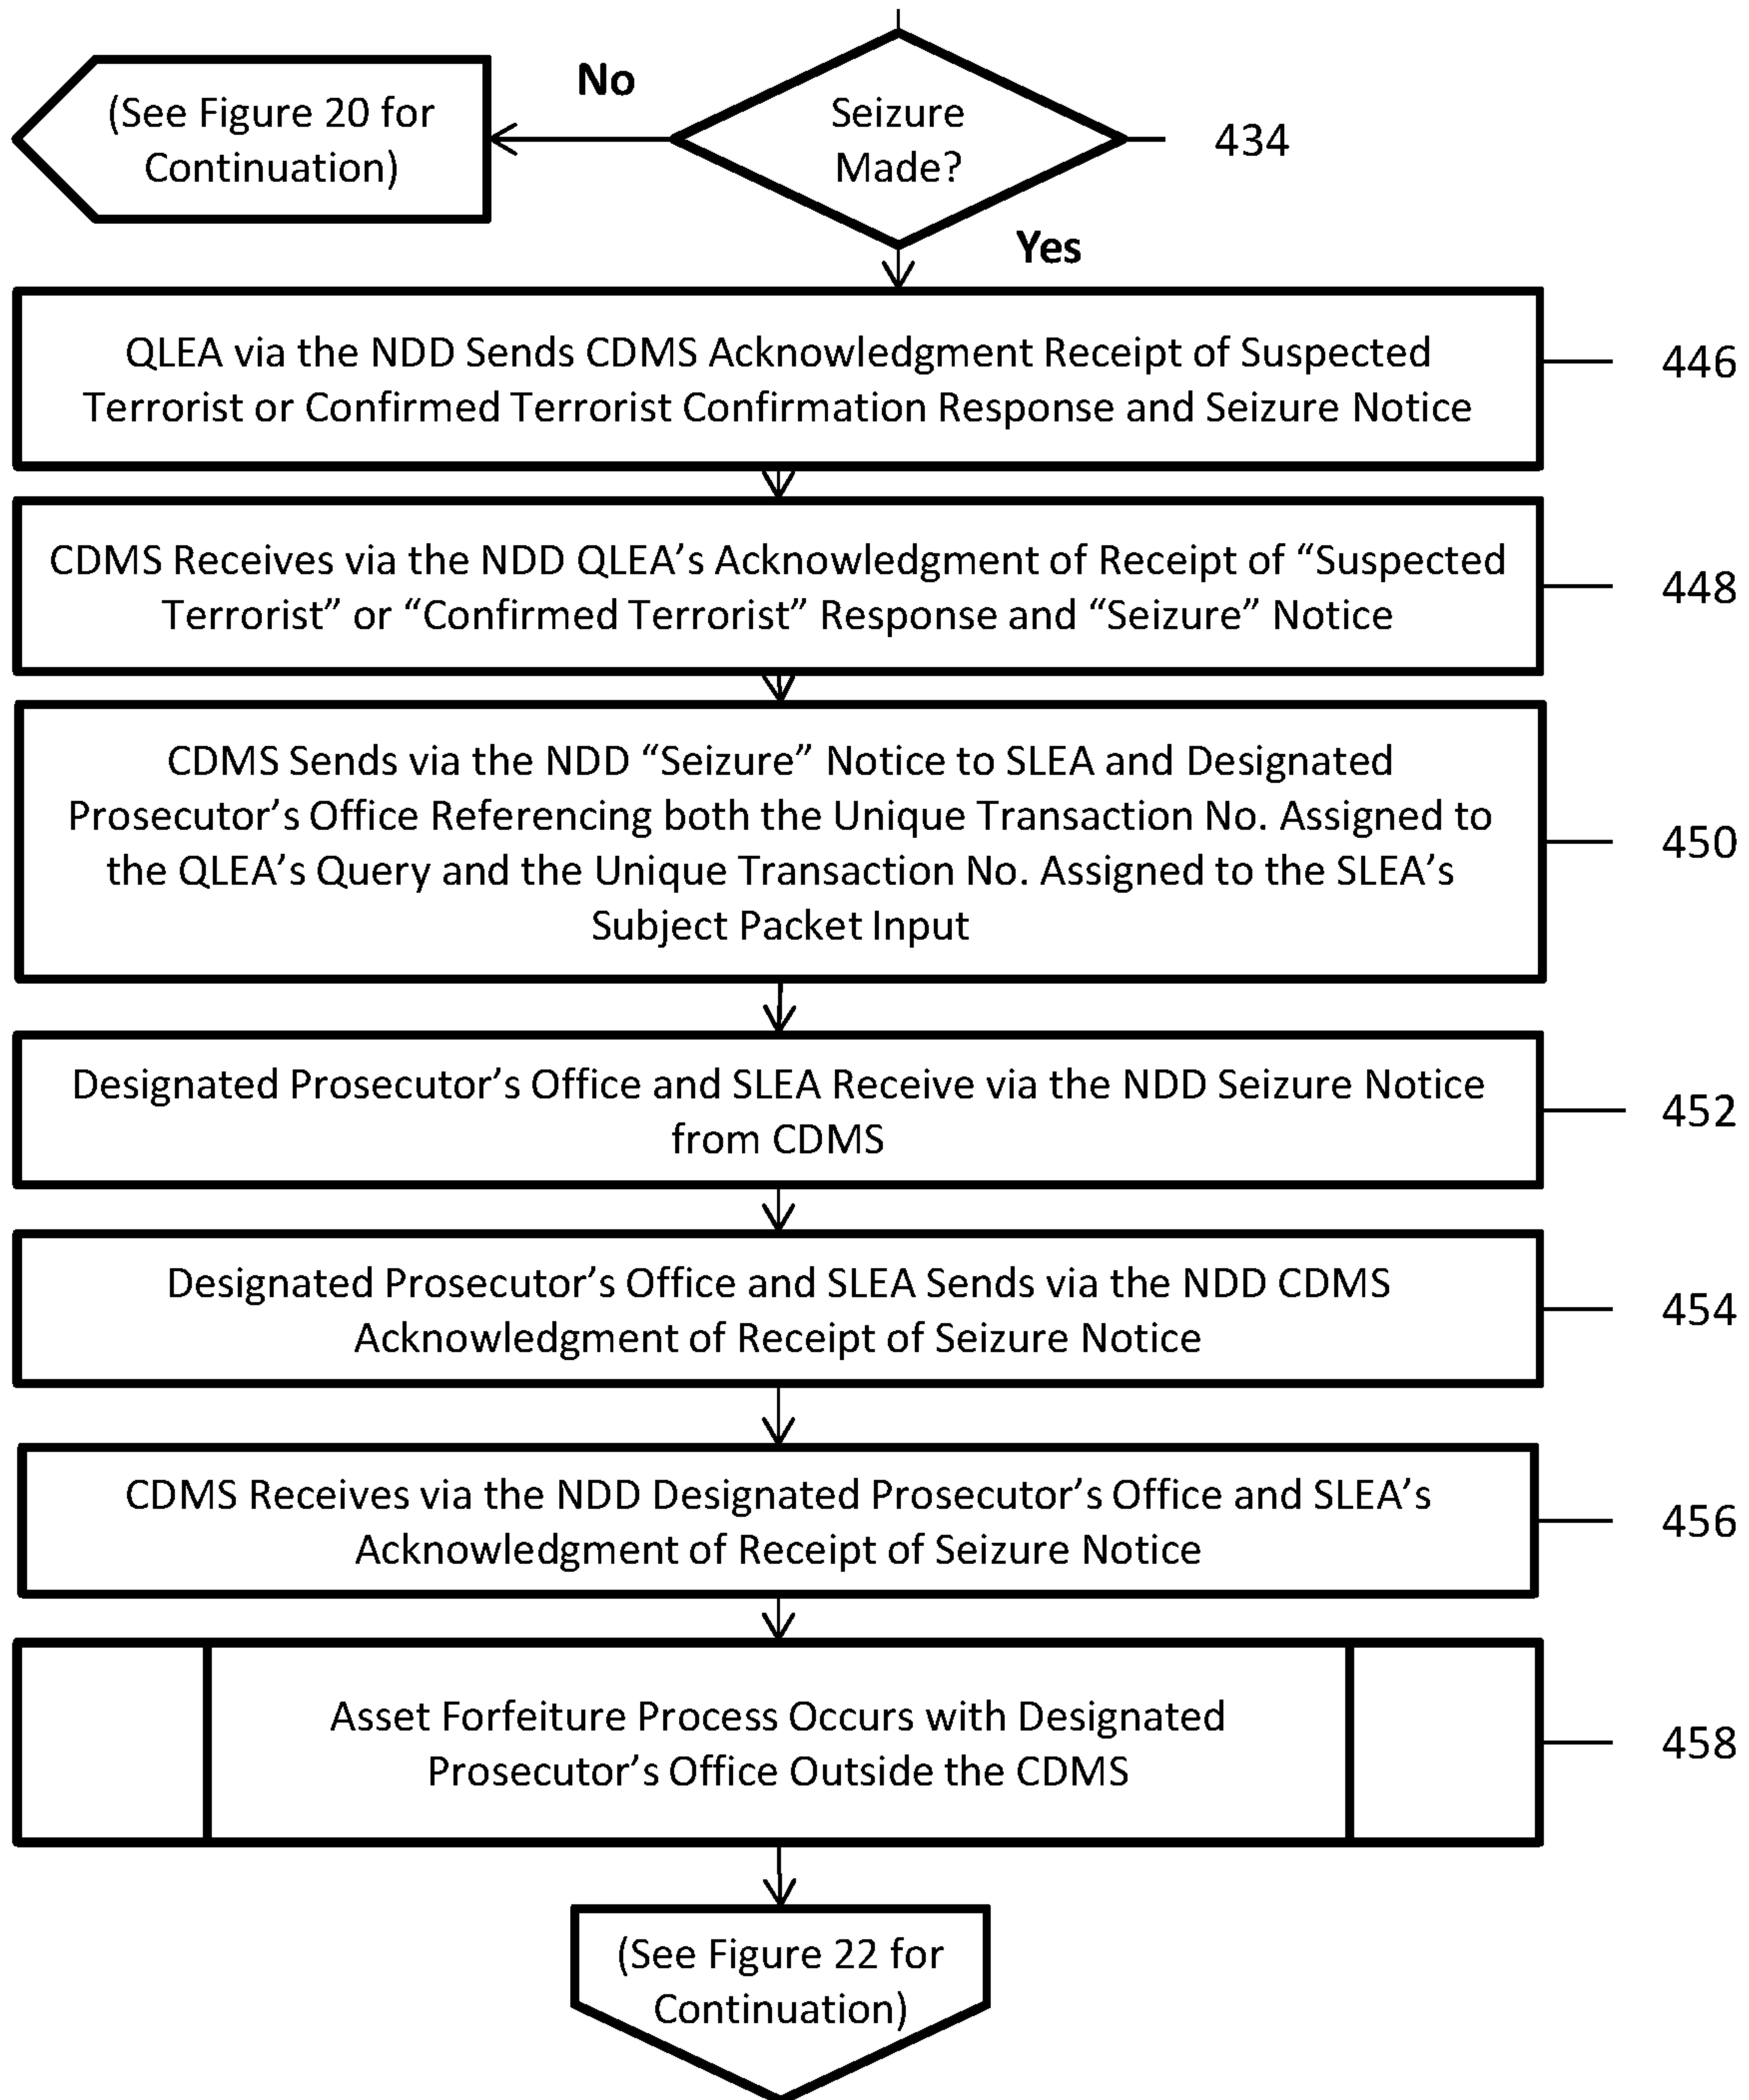 No
(See Figure 20 for
Continuation)
Seizure
Made?
434
Yes
QLEA via the NDD Sends CDMS Acknowledgment Receipt of Suspected
Terrorist or Confirmed Terrorist Confirmation Response and Seizure Notice
446
CDMS Receives via the NDD QLEA’s Acknowledgment of Receipt of “Suspected
Terrorist” or “Confirmed Terrorist” Response and “Seizure” Notice
448
CDMS Sends via the NDD “Seizure” Notice to SLEA and Designated
Prosecutor’s Office Referencing both the Unique Transaction No. Assigned to
the QLEA’s Query and the Unique Transaction No. Assigned to the SLEA’s
Subject Packet Input
450
Designated Prosecutor’s Office and SLEA Receive via the NDD Seizure Notice
from CDMS
452
Designated Prosecutor’s Office and SLEA Sends via the NDD CDMS
Acknowledgment of Receipt of Seizure Notice
454
CDMS Receives via the NDD Designated Prosecutor’s Office and SLEA’s
Acknowledgment of Receipt of Seizure Notice
456
Asset Forfeiture Process Occurs with Designated
Prosecutor’s Office Outside the CDMS
458
(See Figure 22 for
Continuation)